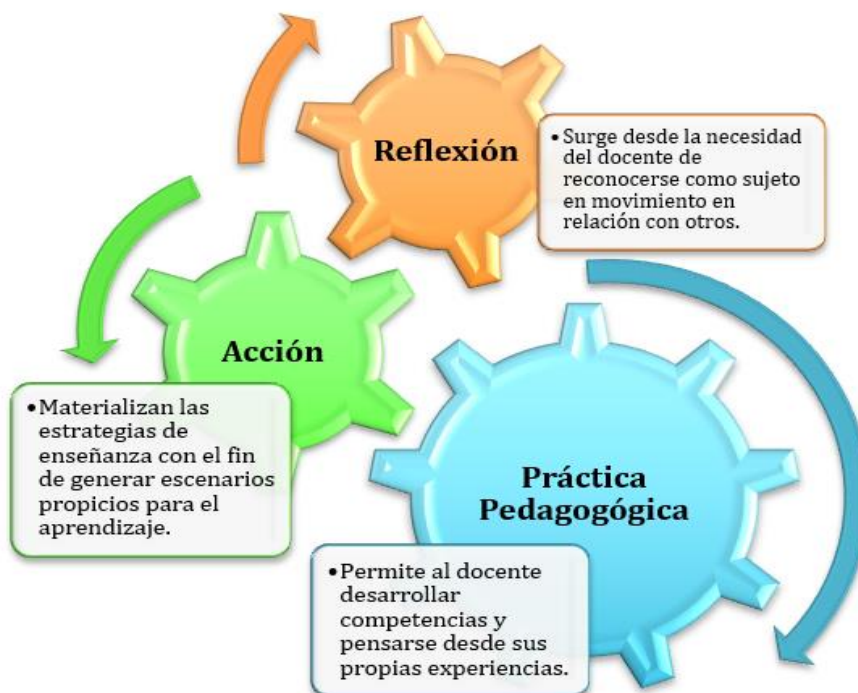 Reflexión
• Surge desde la necesidad
del docente de
reconocerse como sujeto
en movimiento en
relación con otros.
Acción
• Materializan las
estrategias de
enseñanza con el fin
de generar escenarios
propicios para el
aprendizaje.
Práctica
Pedagogógica
• Permite al docente
desarrollar
competencias y
pensarse desde sus
propias experiencias.